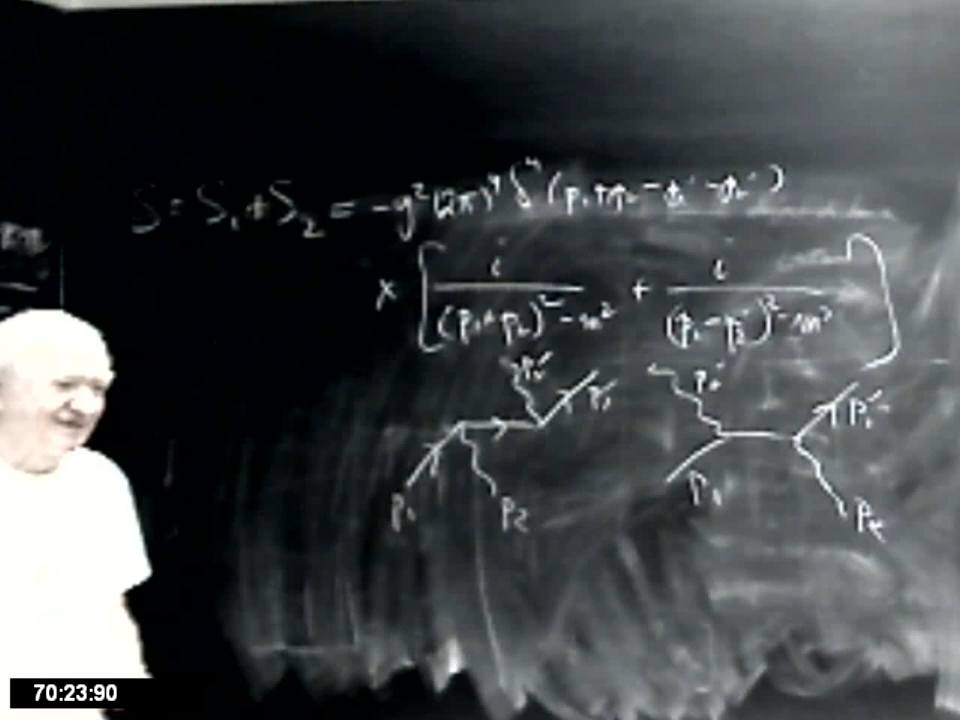 S = S₁ + S₂ = -g²(2π)⁴ δ⁴ (p₁+p₂-p₁'-p₂')
× [ i / ((p₁+p₂)²-m²) + i / ((p₁-p₂')²-m²) ]
p₂' p₁' p₂' p₁'
p₁ p₂ p₁ p₂
70:23:90